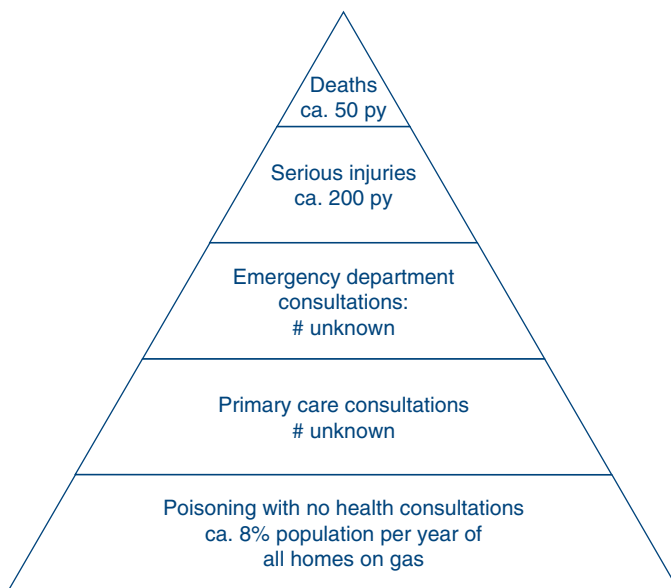 Deaths
ca. 50 py
Serious injuries
ca. 200 py
Emergency department
consultations:
# unknown
Primary care consultations
# unknown
Poisoning with no health consultations
ca. 8% population per year of
all homes on gas